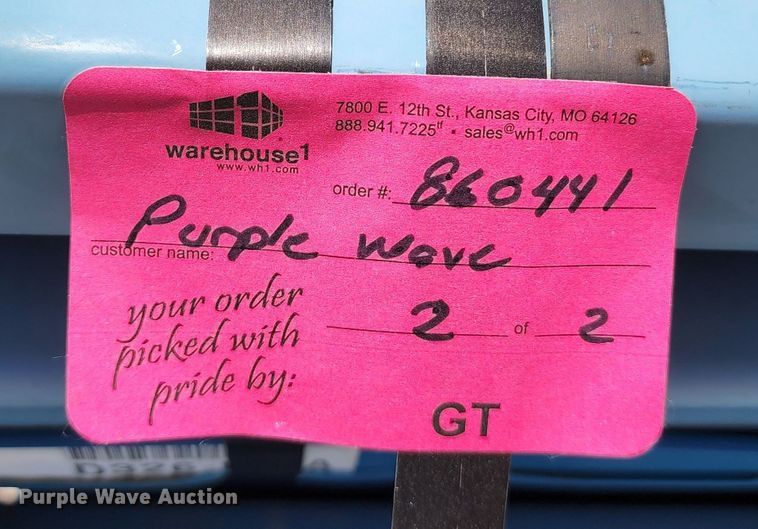 7800 E. 12th St., Kansas City, MO 64126
888.941.7225tf • sales@wh1.com
warehouse1
www.wh1.com
order #: 860441
customer name: Purple Wave
your order
picked with
pride by:
2 of 2
GT
Purple Wave Auction